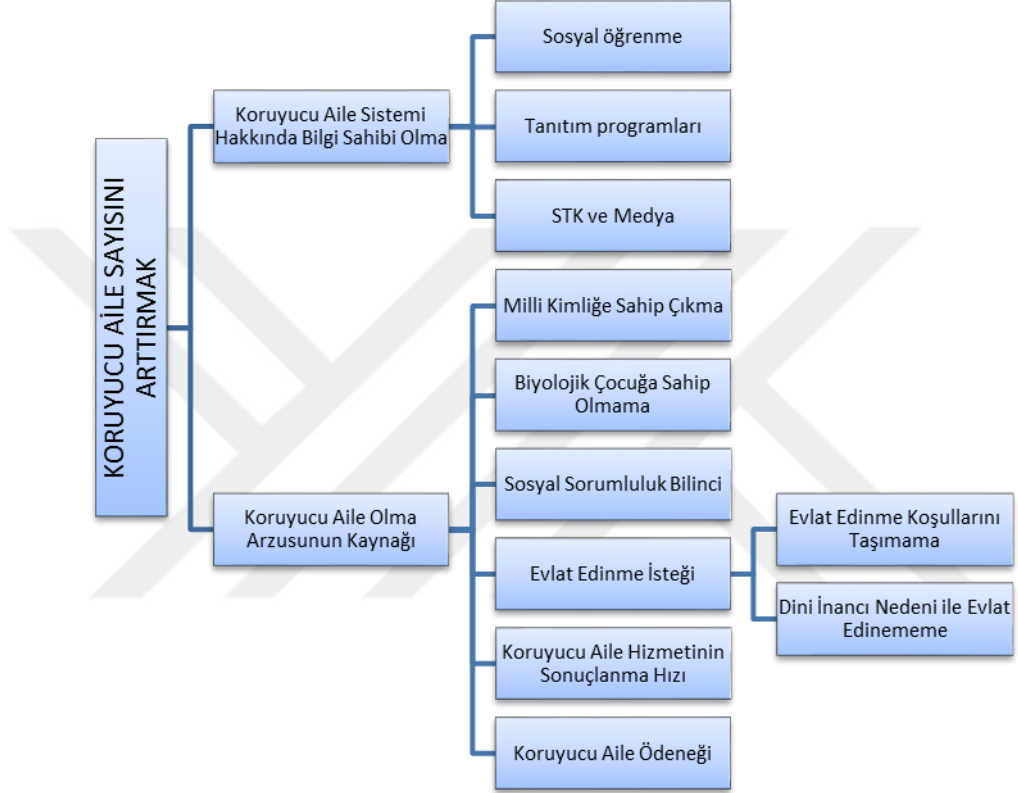 KORUYUCU AİLE SAYISINI
ARTTIRMAK
Koruyucu Aile Sistemi
Hakkında Bilgi Sahibi Olma
Sosyal öğrenme
Tanıtım programları
STK ve Medya
Koruyucu Aile Olma
Arzusunun Kaynağı
Milli Kimliğe Sahip Çıkma
Biyolojik Çocuğa Sahip
Olmama
Sosyal Sorumluluk Bilinci
Evlat Edinme İsteği
Evlat Edinme Koşullarını
Taşımama
Dini İnancı Nedeni ile Evlat
Edinememe
Koruyucu Aile Hizmetinin
Sonuçlanma Hızı
Koruyucu Aile Ödeneği